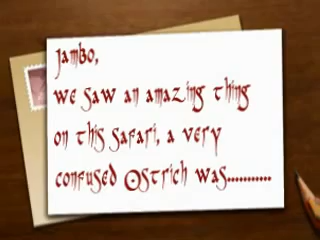 Jambo,
we saw an amazing thing
on this safari, a very
confused Ostrich was...........